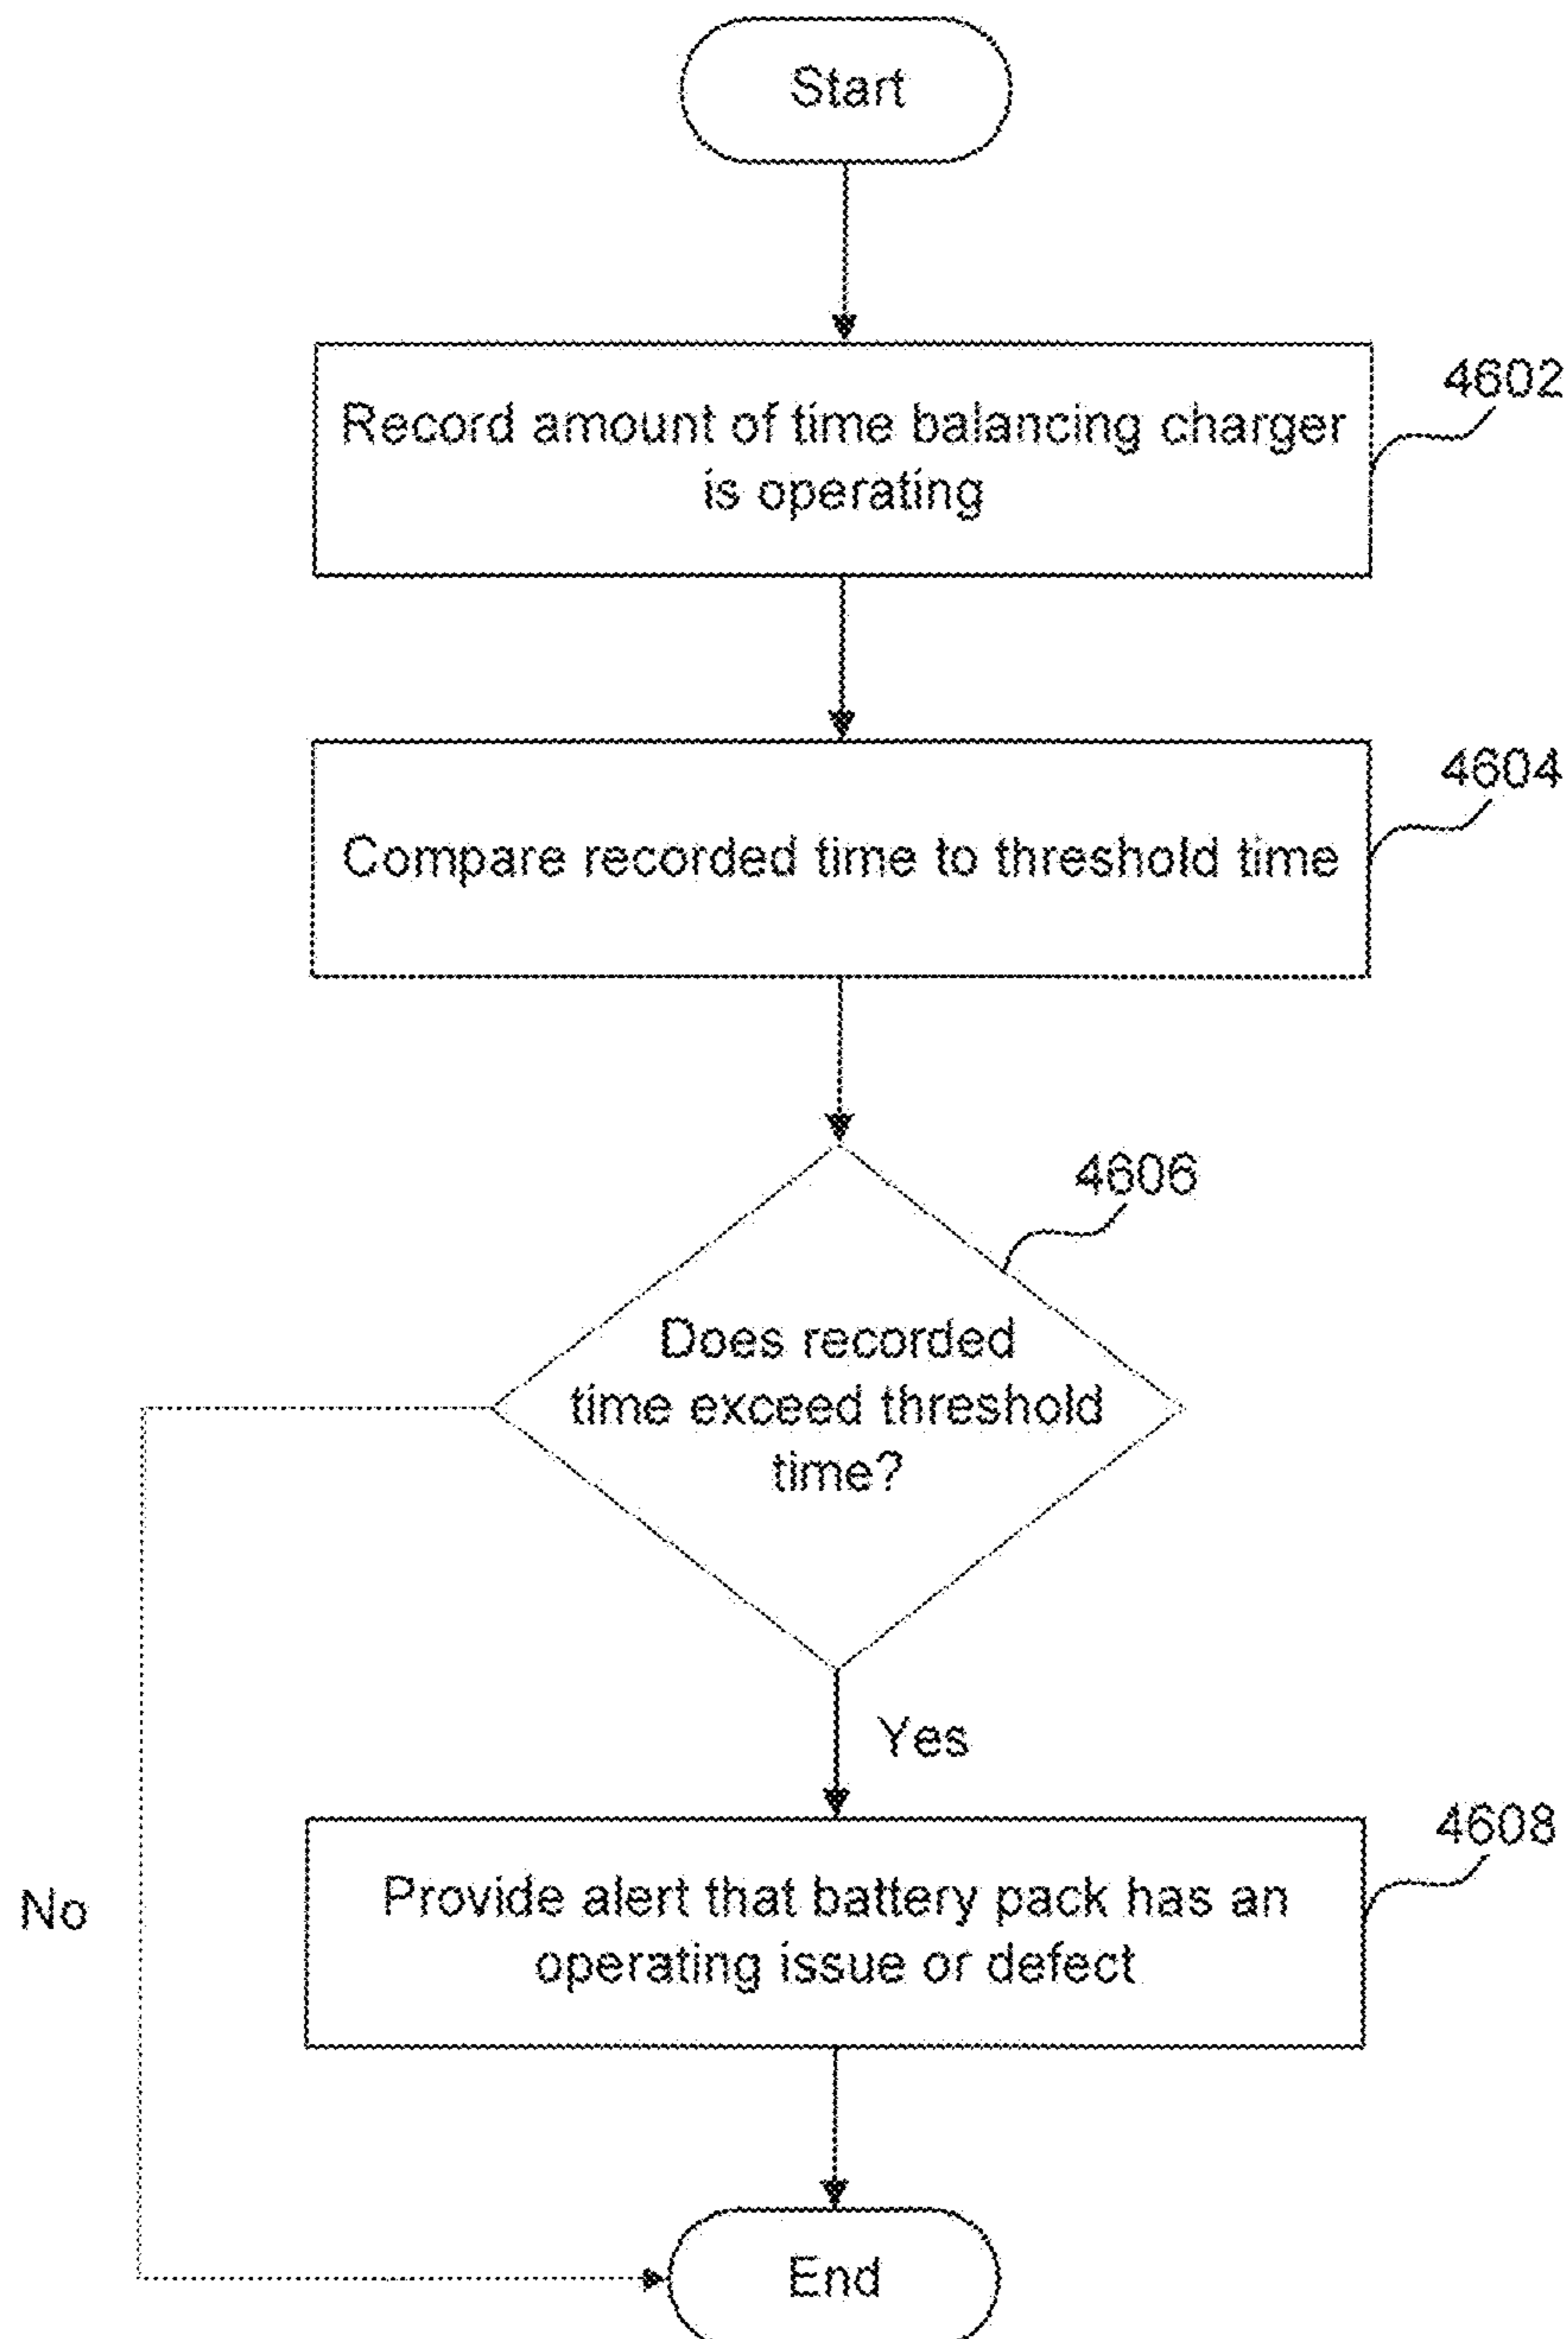 Start
Record amount of time balancing charger
is operating
4602
Compare recorded time to threshold time
4604
4606
Does recorded
time exceed threshold
time?
Yes
No
Provide alert that battery pack has an
operating issue or defect
4608
End